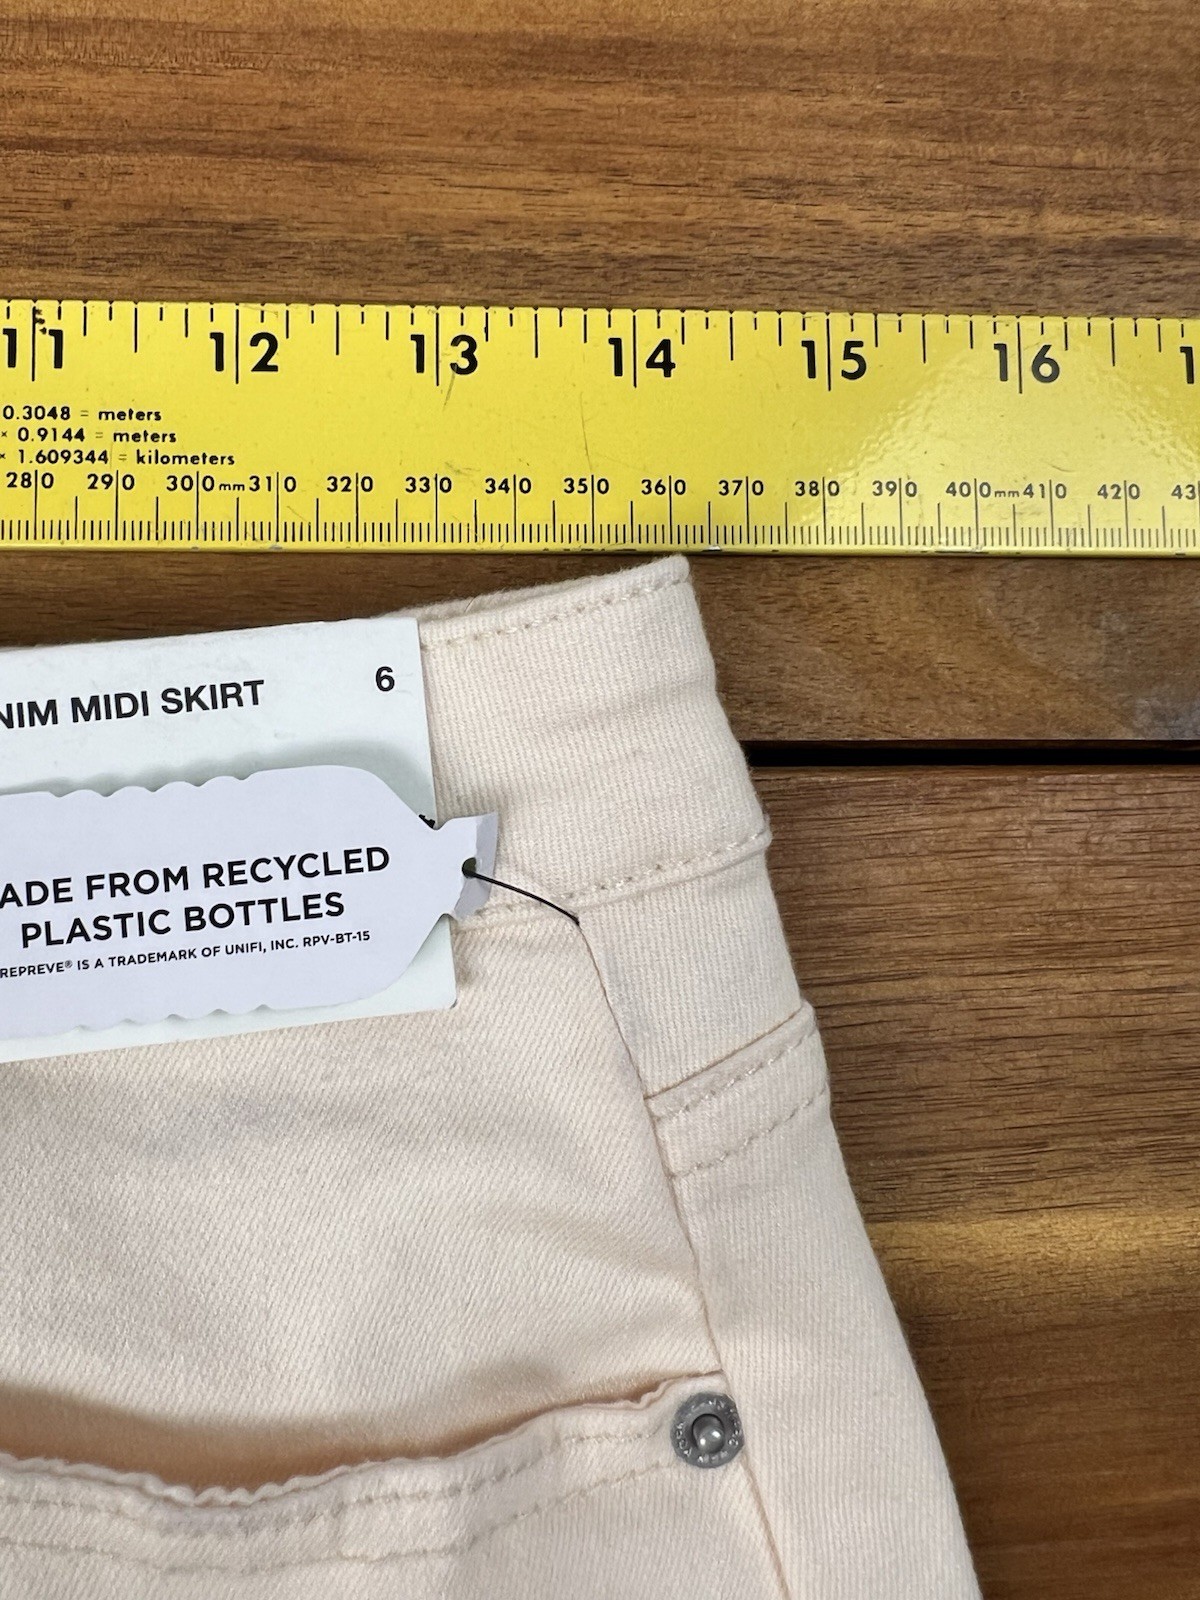 11 12 13 14 15 16 1
0.3048 = meters
× 0.9144 = meters
× 1.609344 = kilometers
280 290 300mm310 320 330 340 350 360 370 380 390 400mm410 420 43
NIM MIDI SKIRT 6
ADE FROM RECYCLED
PLASTIC BOTTLES
REPREVE® IS A TRADEMARK OF UNIFI, INC. RPV-BT-15